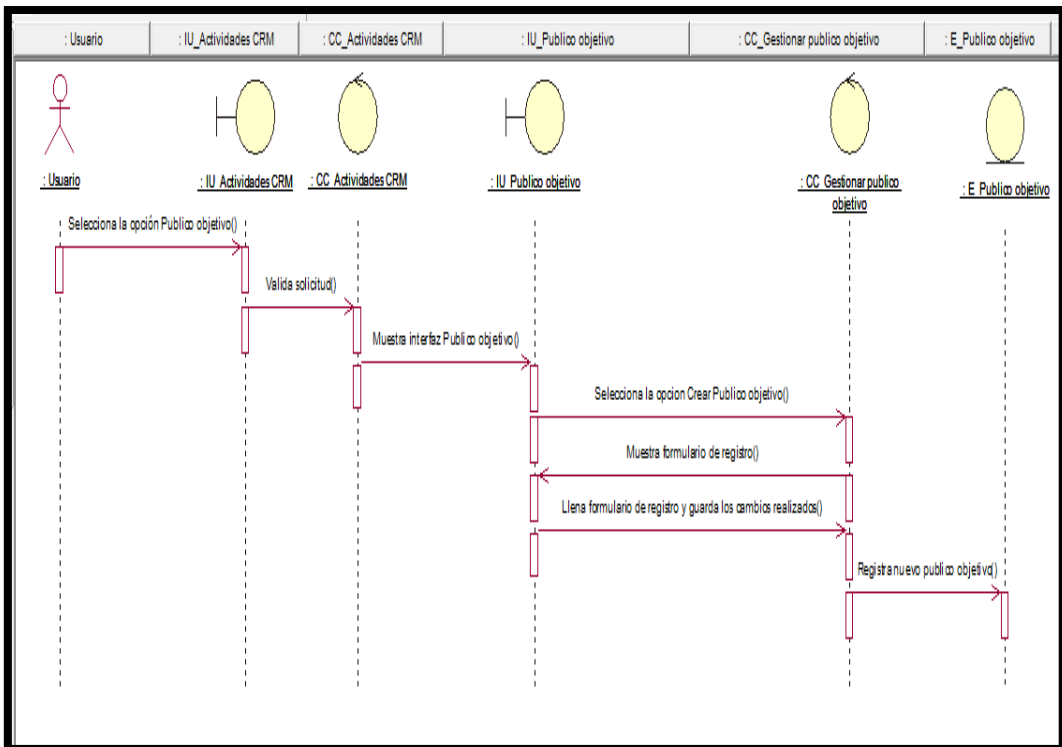 : Usuario
: IU_Actividades CRM
: CC_Actividades CRM
: IU_Publico objetivo
: CC_Gestionar publico objetivo
: E_Publico objetivo
: Usuario
: IU_Actividades CRM
: CC_Actividades CRM
: IU_Publico objetivo
: CC_Gestionar publico
objetivo
: E_Publico objetivo
Selecciona la opción Publico objetivo()
Valida solicitud()
Muestra interfaz Publico objetivo()
Selecciona la opcion Crear Publico objetivo()
Muestra formulario de registro()
Llena formulario de registro y guarda los cambios realizados()
Registra nuevo publico objetivo()